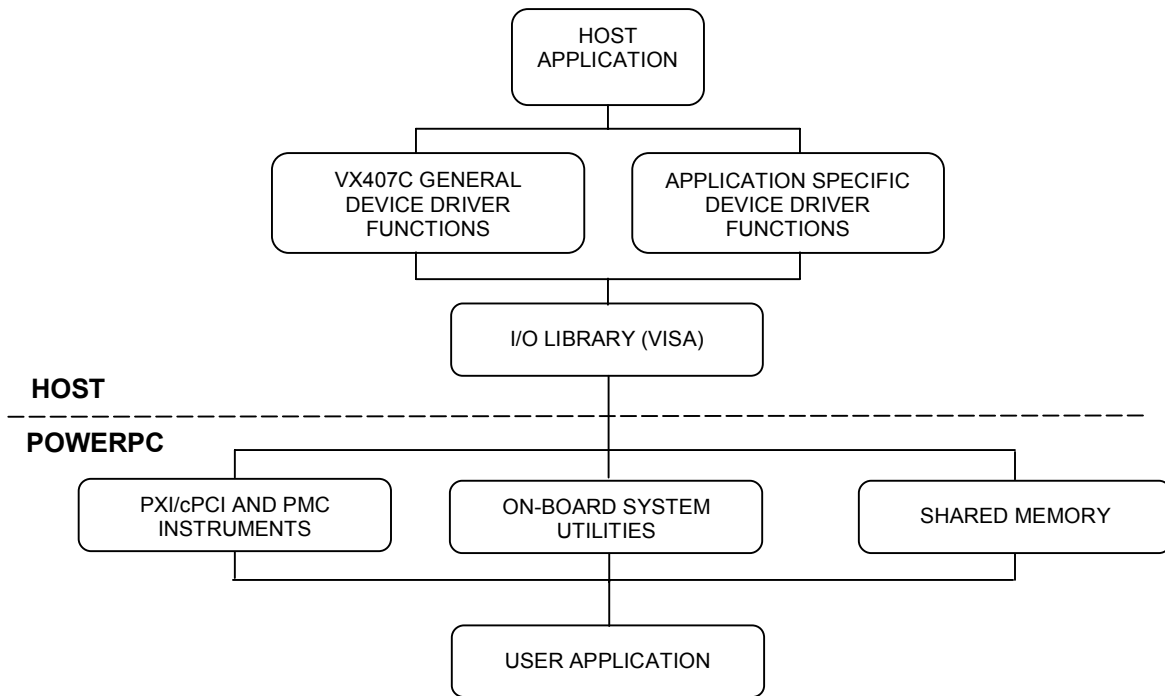 HOST
APPLICATION
VX407C GENERAL
DEVICE DRIVER
FUNCTIONS
APPLICATION SPECIFIC
DEVICE DRIVER
FUNCTIONS
I/O LIBRARY (VISA)
HOST
POWERPC
PXI/cPCI AND PMC
INSTRUMENTS
ON-BOARD SYSTEM
UTILITIES
SHARED MEMORY
USER APPLICATION